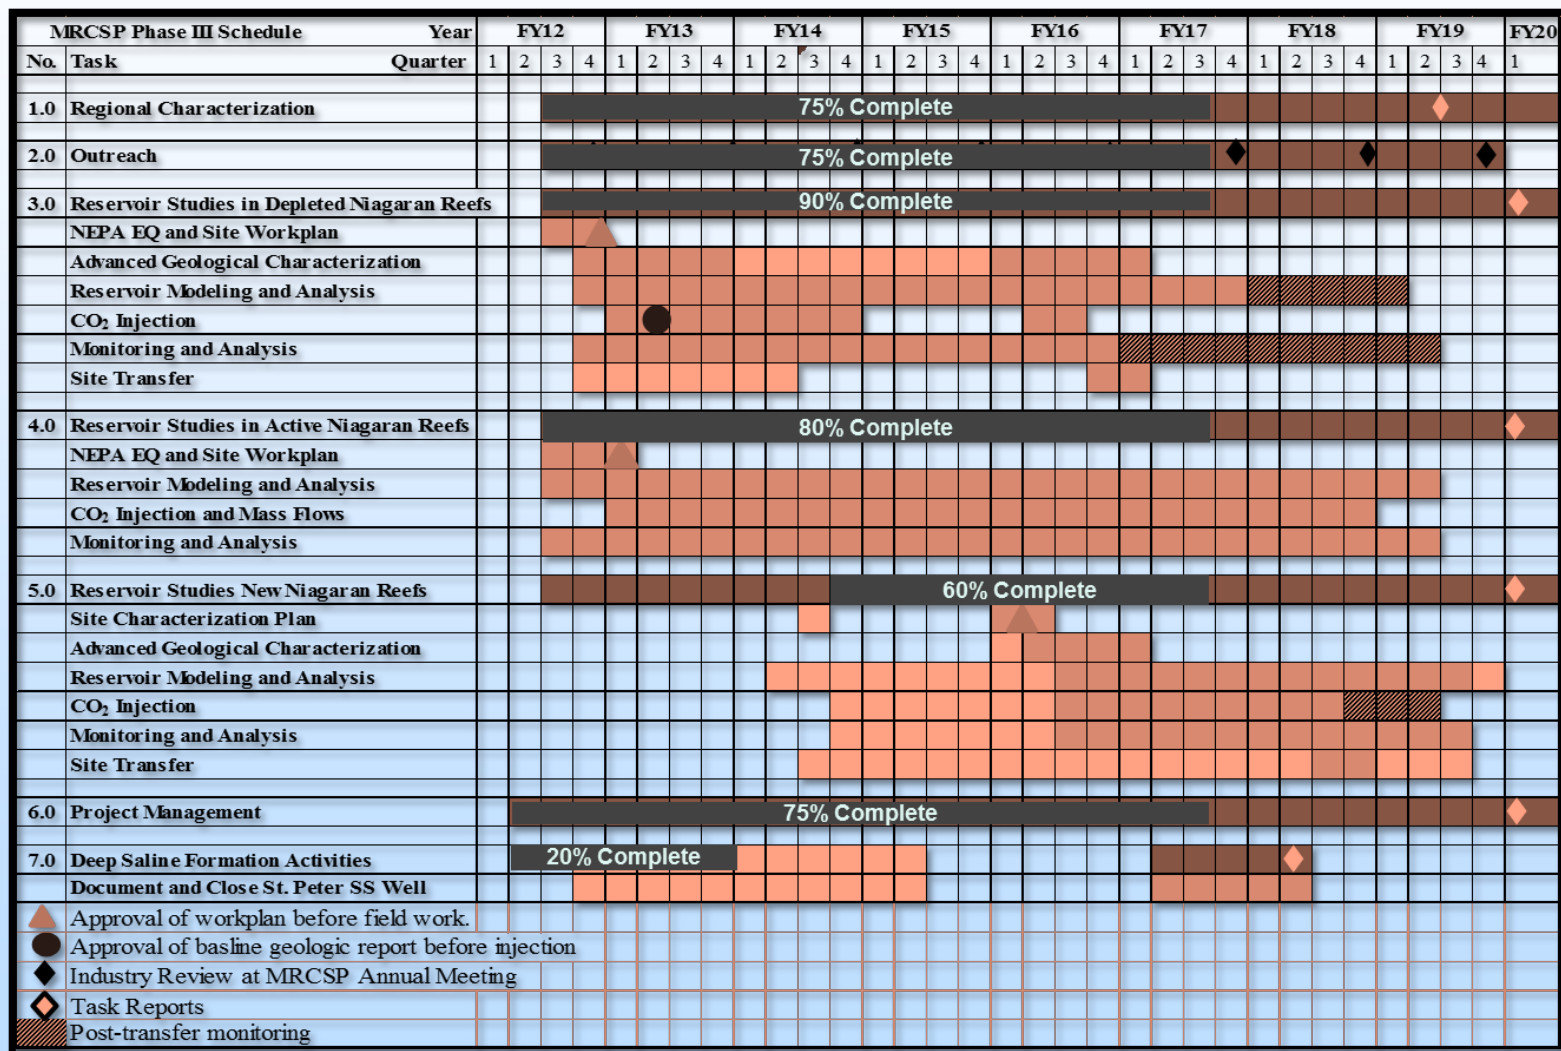 MRCSP Phase III Schedule Year FY12 FY13 FY14 FY15 FY16 FY17 FY18 FY19 FY20
No. Task Quarter 1 2 3 4 1 2 3 4 1 2 3 4 1 2 3 4 1 2 3 4 1 2 3 4 1 2 3 4 1 2 3 4 1
1.0 Regional Characterization 75% Complete
2.0 Outreach 75% Complete
3.0 Reservoir Studies in Depleted Niagaran Reefs 90% Complete
NEPA EQ and Site Workplan
Advanced Geological Characterization
Reservoir Modeling and Analysis
CO₂ Injection
Monitoring and Analysis
Site Transfer
4.0 Reservoir Studies in Active Niagaran Reefs 80% Complete
NEPA EQ and Site Workplan
Reservoir Modeling and Analysis
CO₂ Injection and Mass Flows
Monitoring and Analysis
5.0 Reservoir Studies New Niagaran Reefs 60% Complete
Site Characterization Plan
Advanced Geological Characterization
Reservoir Modeling and Analysis
CO₂ Injection
Monitoring and Analysis
Site Transfer
6.0 Project Management 75% Complete
7.0 Deep Saline Formation Activities 20% Complete
Document and Close St. Peter SS Well
Approval of workplan before field work.
Approval of basline geologic report before injection
Industry Review at MRCSP Annual Meeting
Task Reports
Post-transfer monitoring